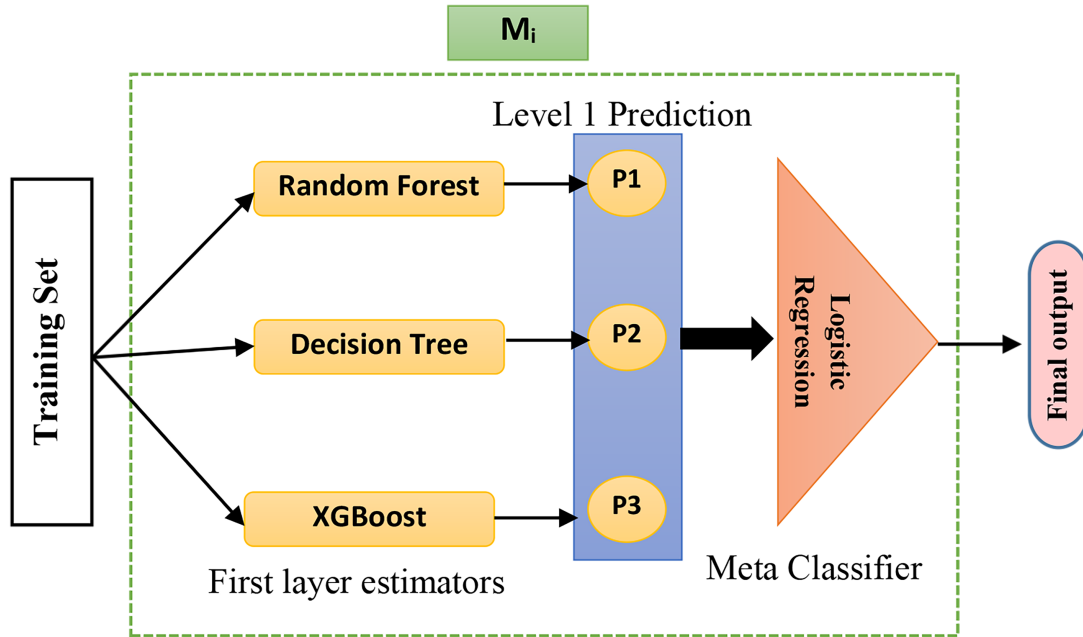 Mi
Level 1 Prediction
Training Set
Random Forest
P1
Decision Tree
P2
XGBoost
P3
Logistic
Regression
Final output
First layer estimators
Meta Classifier